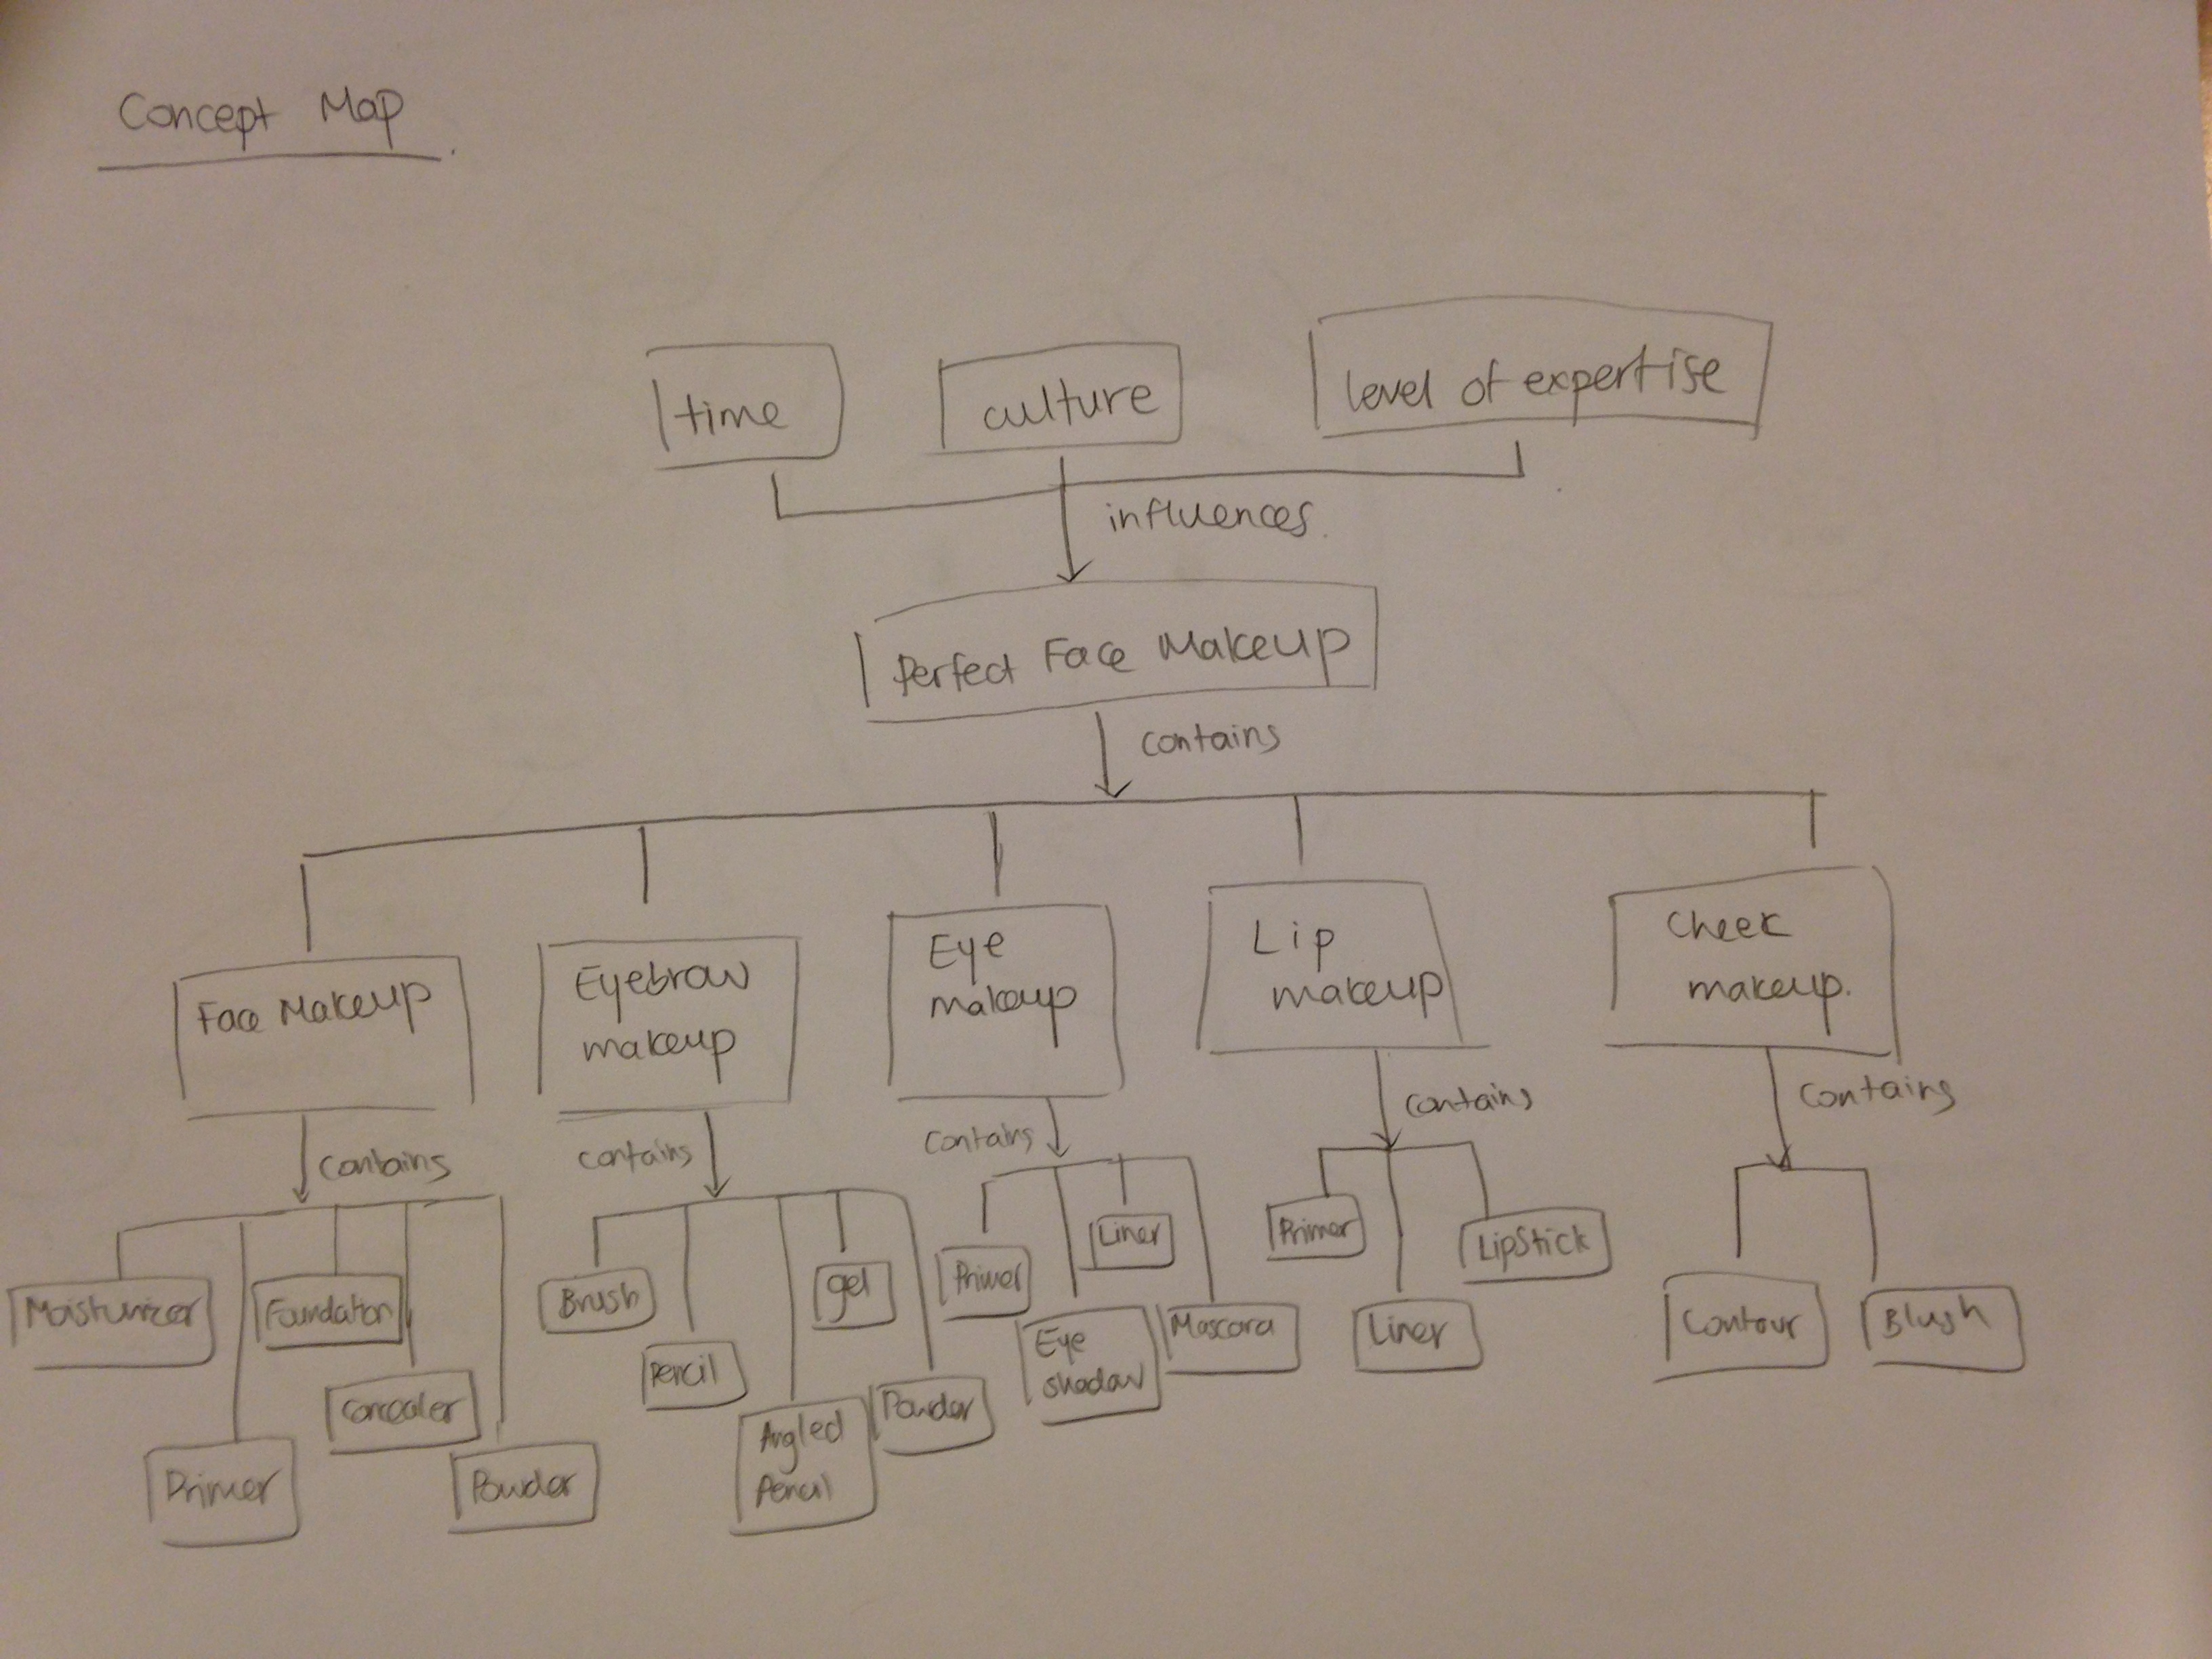 Concept Map
time
culture
level of expertise
influences
Perfect Face Makeup
contains
Face Makeup
Eyebrow
makeup
Eye
makeup
Lip
makeup
Cheek
makeup.
contains
contains
contains
contains
contains
Moisturizer
Primer
Foundation
Concealer
Powder
Brush
Pencil
Angled
Pencil
gel
Powder
Primer
Eye
shadow
Liner
Mascara
Primer
Liner
LipStick
Contour
Blush